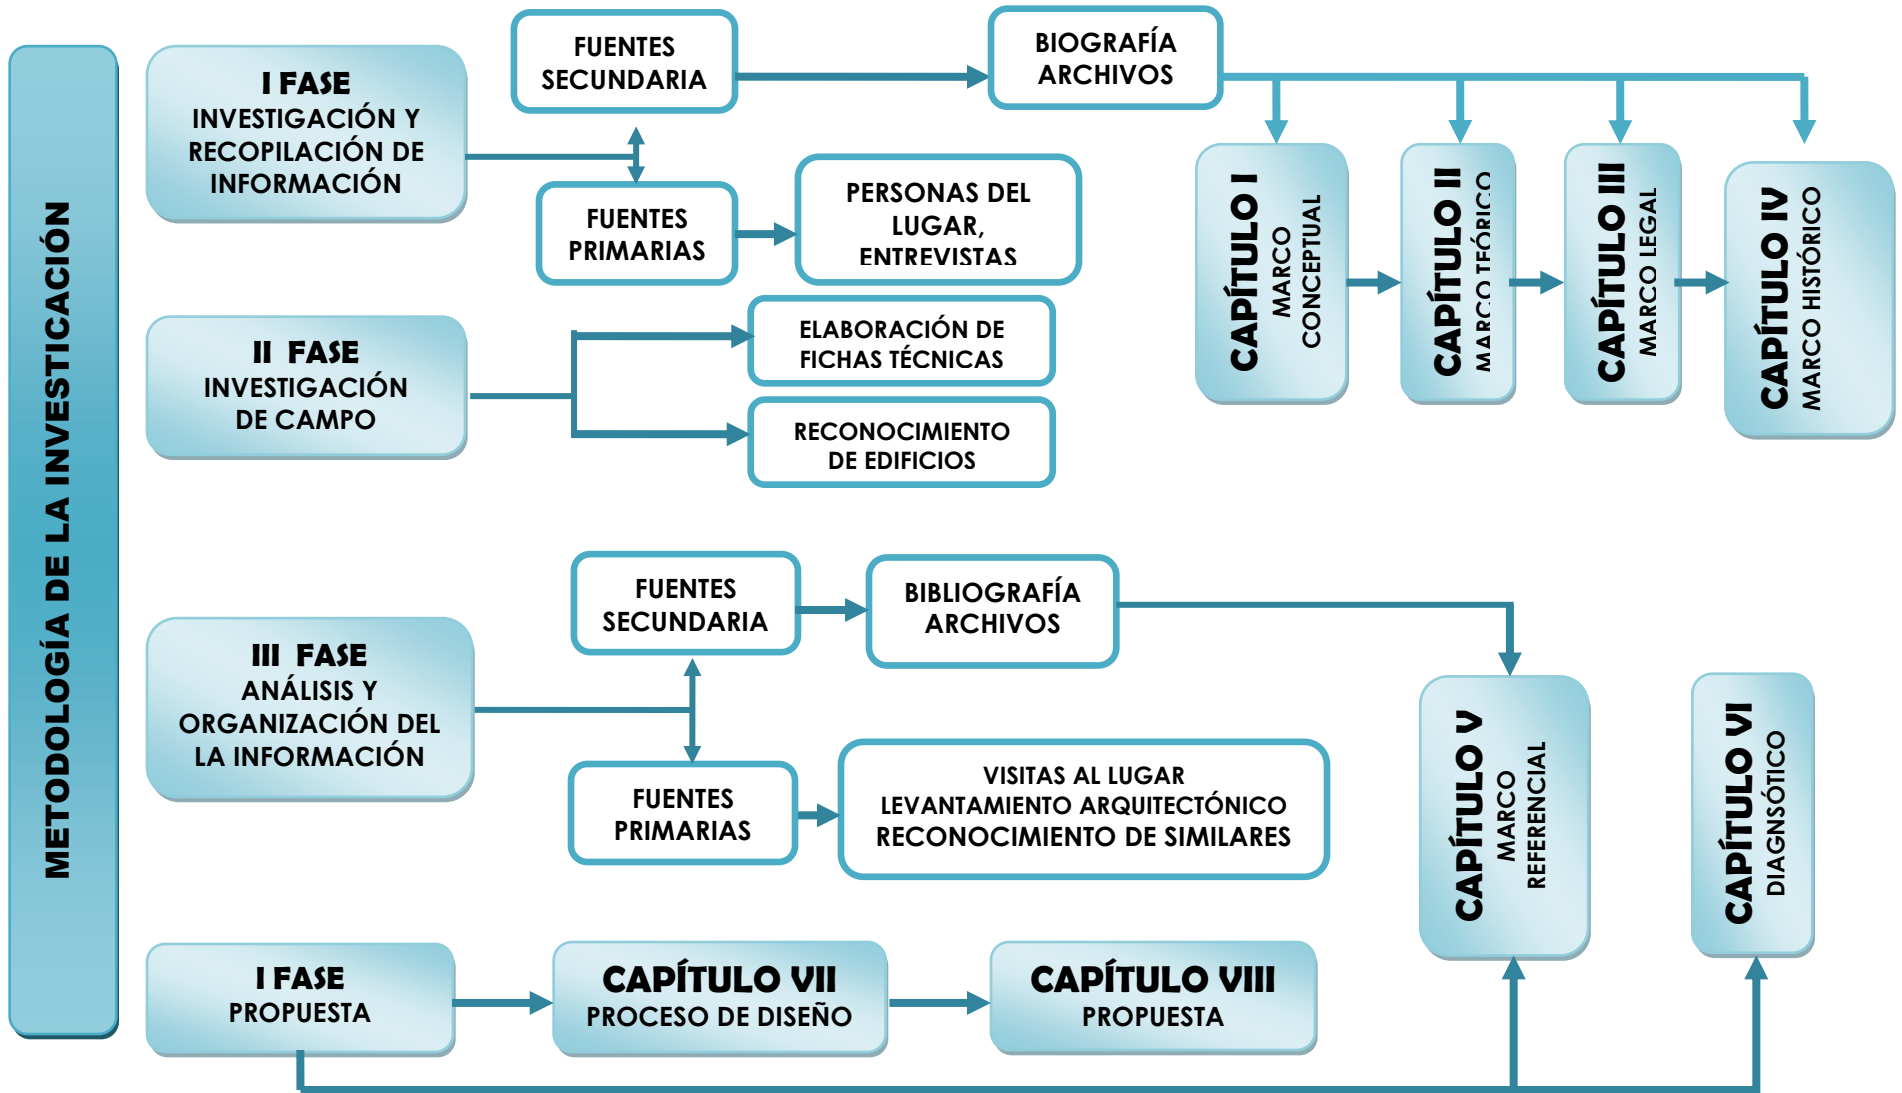 METODOLOGÍA DE LA INVESTICACIÓN
I FASE
INVESTIGACIÓN Y
RECOPILACIÓN DE
INFORMACIÓN
FUENTES
SECUNDARIA
BIOGRAFÍA
ARCHIVOS
FUENTES
PRIMARIAS
PERSONAS DEL
LUGAR,
ENTREVISTAS
CAPÍTULO I
MARCO
CONCEPTUAL
CAPÍTULO II
MARCO TEÓRICO
CAPÍTULO III
MARCO LEGAL
CAPÍTULO IV
MARCO HISTÓRICO
II FASE
INVESTIGACIÓN
DE CAMPO
ELABORACIÓN DE
FICHAS TÉCNICAS
RECONOCIMIENTO
DE EDIFICIOS
III FASE
ANÁLISIS Y
ORGANIZACIÓN DEL
LA INFORMACIÓN
FUENTES
SECUNDARIA
BIBLIOGRAFÍA
ARCHIVOS
FUENTES
PRIMARIAS
VISITAS AL LUGAR
LEVANTAMIENTO ARQUITECTÓNICO
RECONOCIMIENTO DE SIMILARES
CAPÍTULO V
MARCO
REFERENCIAL
CAPÍTULO VI
DIAGNSÓTICO
I FASE
PROPUESTA
CAPÍTULO VII
PROCESO DE DISEÑO
CAPÍTULO VIII
PROPUESTA